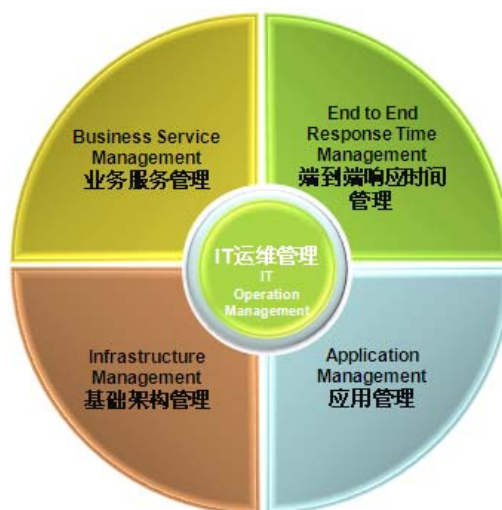 Business Service
Management
业务服务管理
End to End
Response Time
Management
端到端响应时间
管理
IT运维管理
IT
Operation
Management
Infrastructure
Management
基础架构管理
Application
Management
应用管理